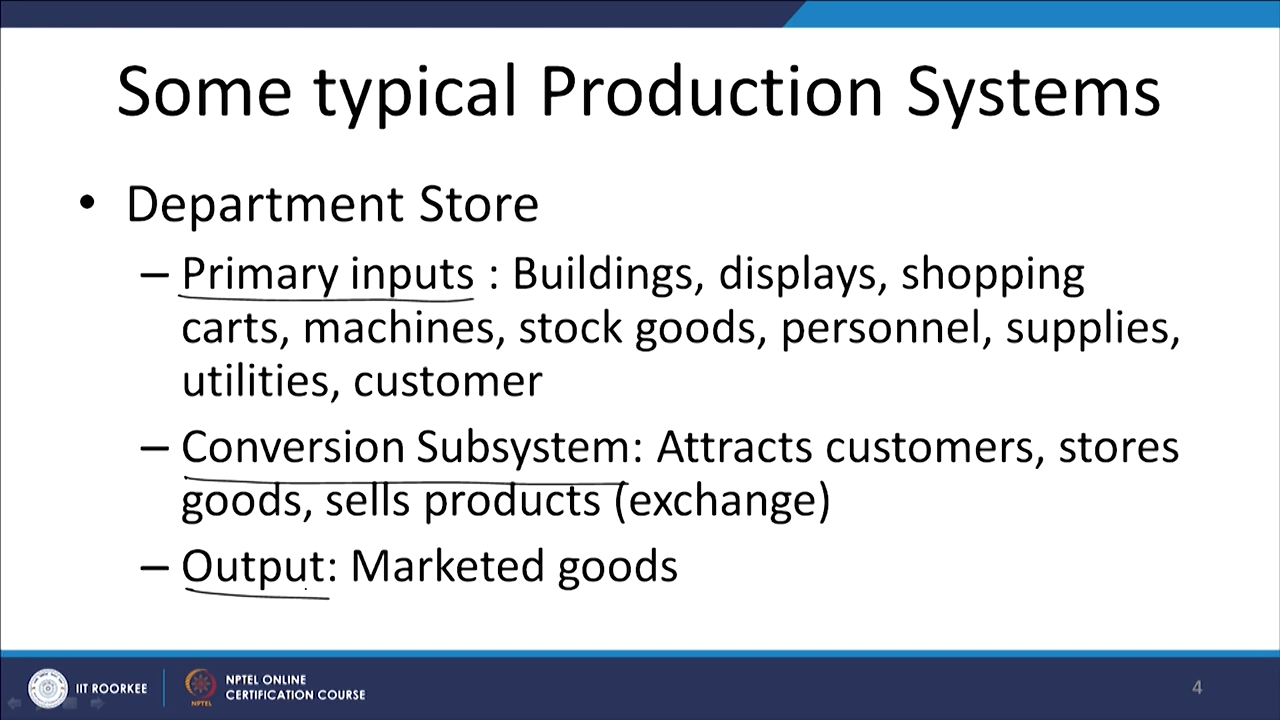 Some typical Production Systems
• Department Store
– Primary inputs : Buildings, displays, shopping
carts, machines, stock goods, personnel, supplies,
utilities, customer
– Conversion Subsystem: Attracts customers, stores
goods, sells products (exchange)
– Output: Marketed goods
IIT ROORKEE
NPTEL
NPTEL ONLINE
CERTIFICATION COURSE
4